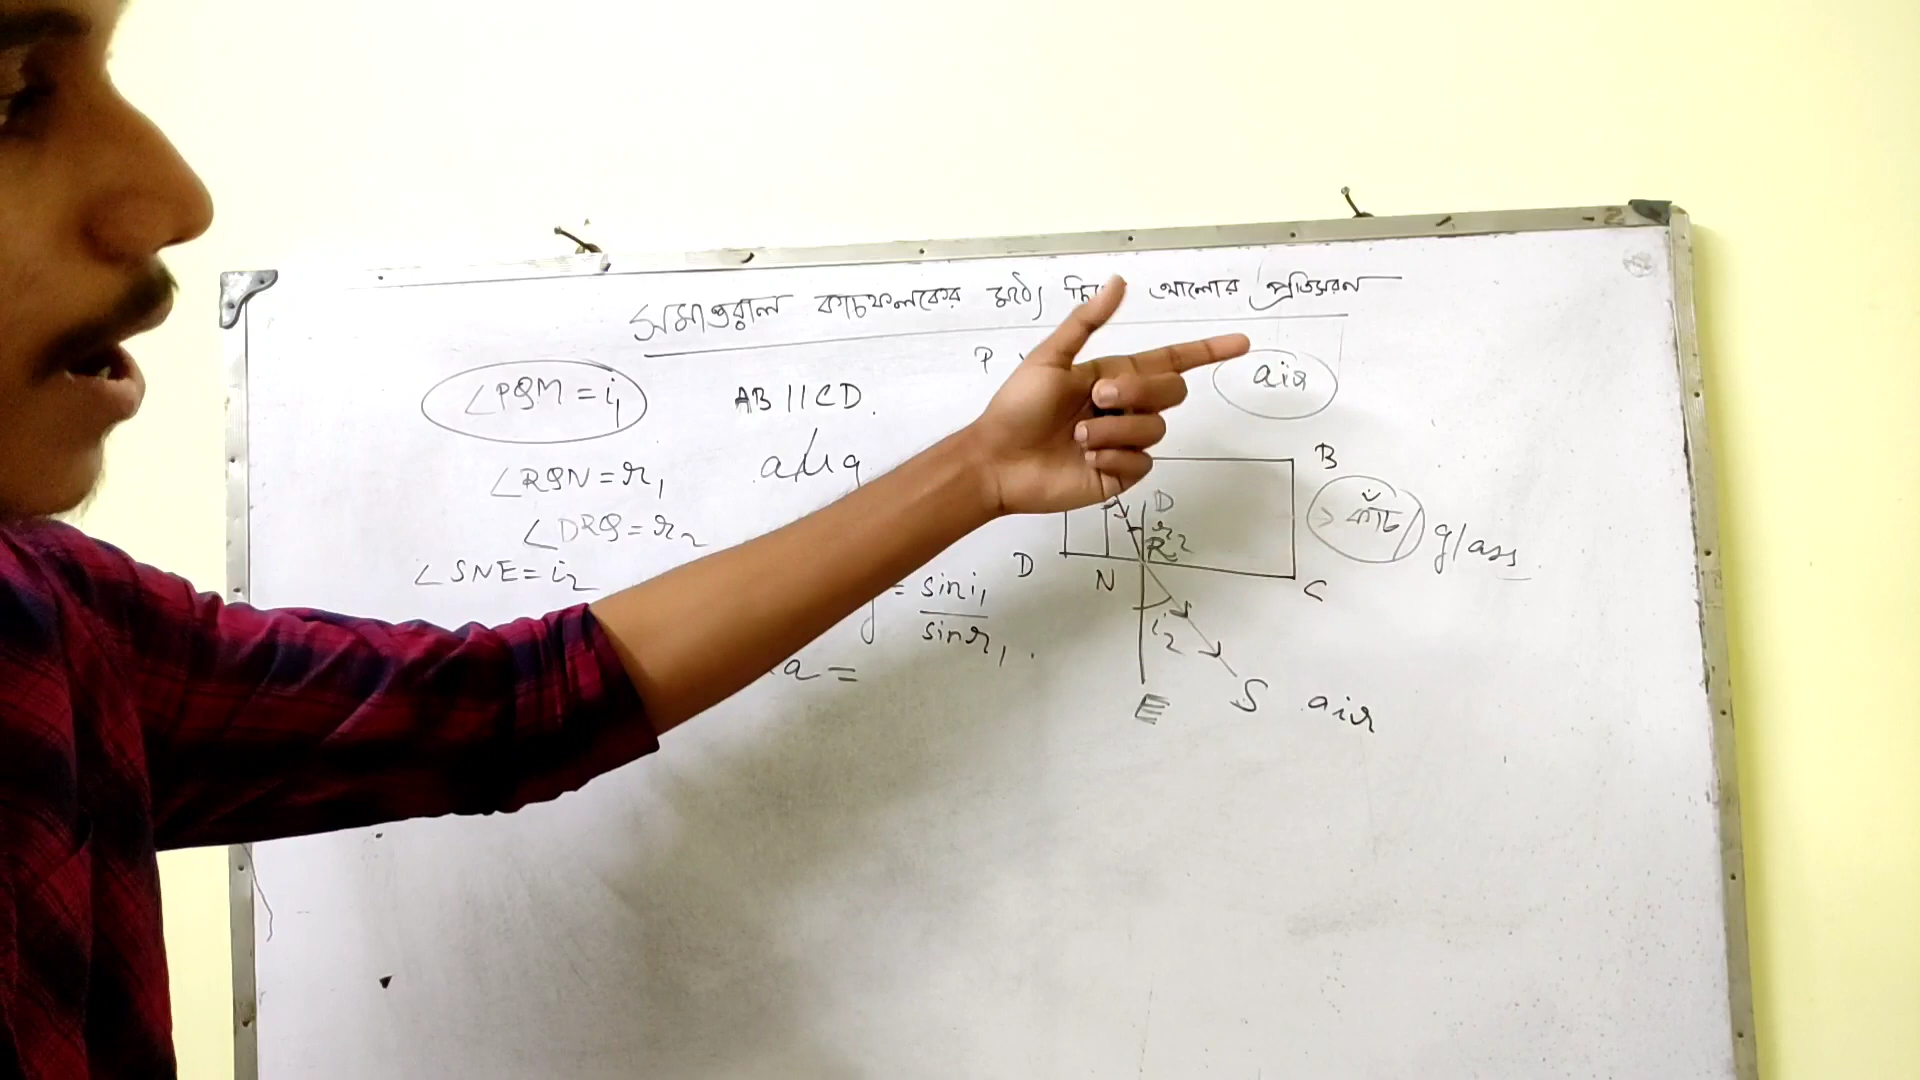 সমান্তরাল কাচফলকের মধ্যে আলোর প্রতিসরণ
∠PQM = i₁
AB || CD.
P
air
∠RQN = r₁
aμg
B
∠DRQ = r₂
D
r₂
কাঁচ
glass
∠SNE = i₂
D
N
R
C
= sin i₁ / sin r₁.
i₂
a =
E
S
air